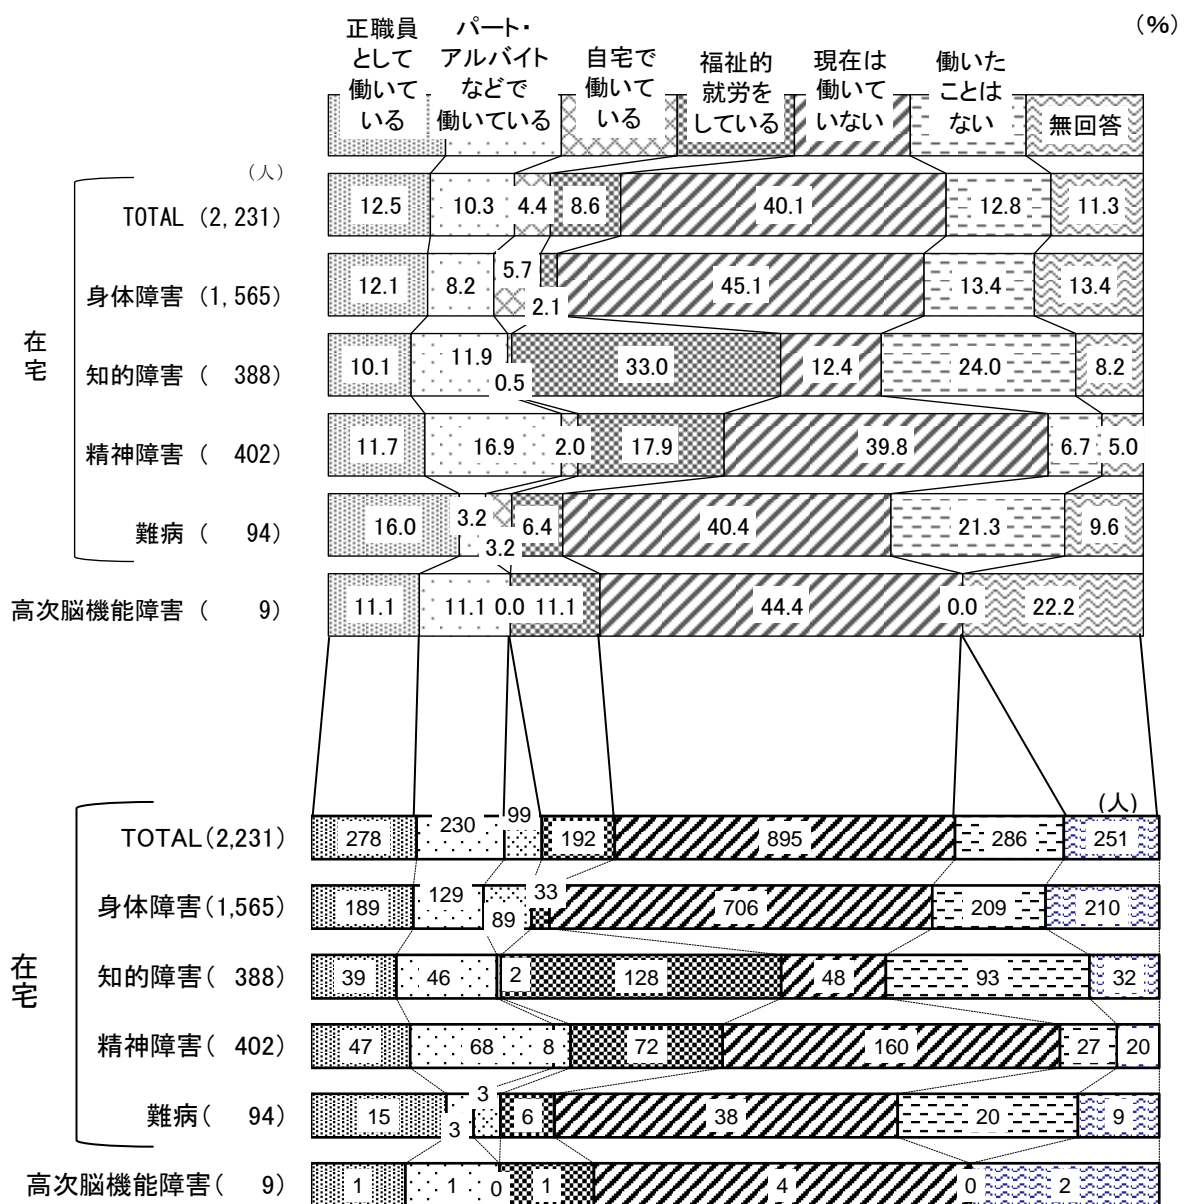 (%)
正職員
として
働いて
いる
パート・
アルバイト
などで
働いている
自宅で
働いて
いる
福祉的
就労を
している
現在は
働いて
いない
働いた
ことは
ない
無回答
(人)
在宅
TOTAL (2,231) 12.5 10.3 4.4 8.6 40.1 12.8 11.3
身体障害 (1,565) 12.1 8.2 5.7 2.1 45.1 13.4 13.4
知的障害 ( 388) 10.1 11.9 0.5 33.0 12.4 24.0 8.2
精神障害 ( 402) 11.7 16.9 2.0 17.9 39.8 6.7 5.0
難病 ( 94) 16.0 3.2 3.2 6.4 40.4 21.3 9.6
高次脳機能障害 ( 9) 11.1 11.1 0.0 11.1 44.4 0.0 22.2
(人)
在宅
TOTAL(2,231) 278 230 99 192 895 286 251
身体障害(1,565) 189 129 89 33 706 209 210
知的障害( 388) 39 46 2 128 48 93 32
精神障害( 402) 47 68 8 72 160 27 20
難病( 94) 15 3 3 6 38 20 9
高次脳機能障害( 9) 1 1 0 1 4 0 2